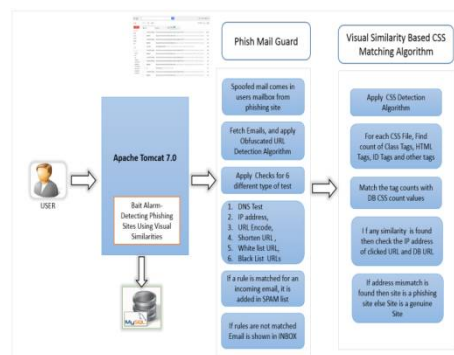 Phish Mail Guard
Visual Similarity Based CSS
Matching Algorithm
Spoofed mail comes in
users mailbox from
phishing site
Fetch Emails, and apply
Obfuscated URL
Detection Algorithm
Apply Checks for 6
different type of test
1. DNS Test
2. IP address,
3. URL Encode,
4. Shorten URL,
5. White list URL,
6. Black List URLs
If a rule is matched for an
incoming email, it is
added in SPAM list
If rules are not matched
Email is shown in INBOX
Apply CSS Detection
Algorithm
For each CSS File, Find
count of Class Tags, HTML
Tags, ID Tags and other tags
Match the tag counts with
DB CSS count values
If any similarity is found
then check the IP address
of clicked URL and DB URL
If address mismatch is
found then site is a phishing
site else Site is a genuine
Site
Apache Tomcat 7.0
Bait Alarm-
Detecting Phishing
Sites Using Visual
Similarities
USER
MySQL